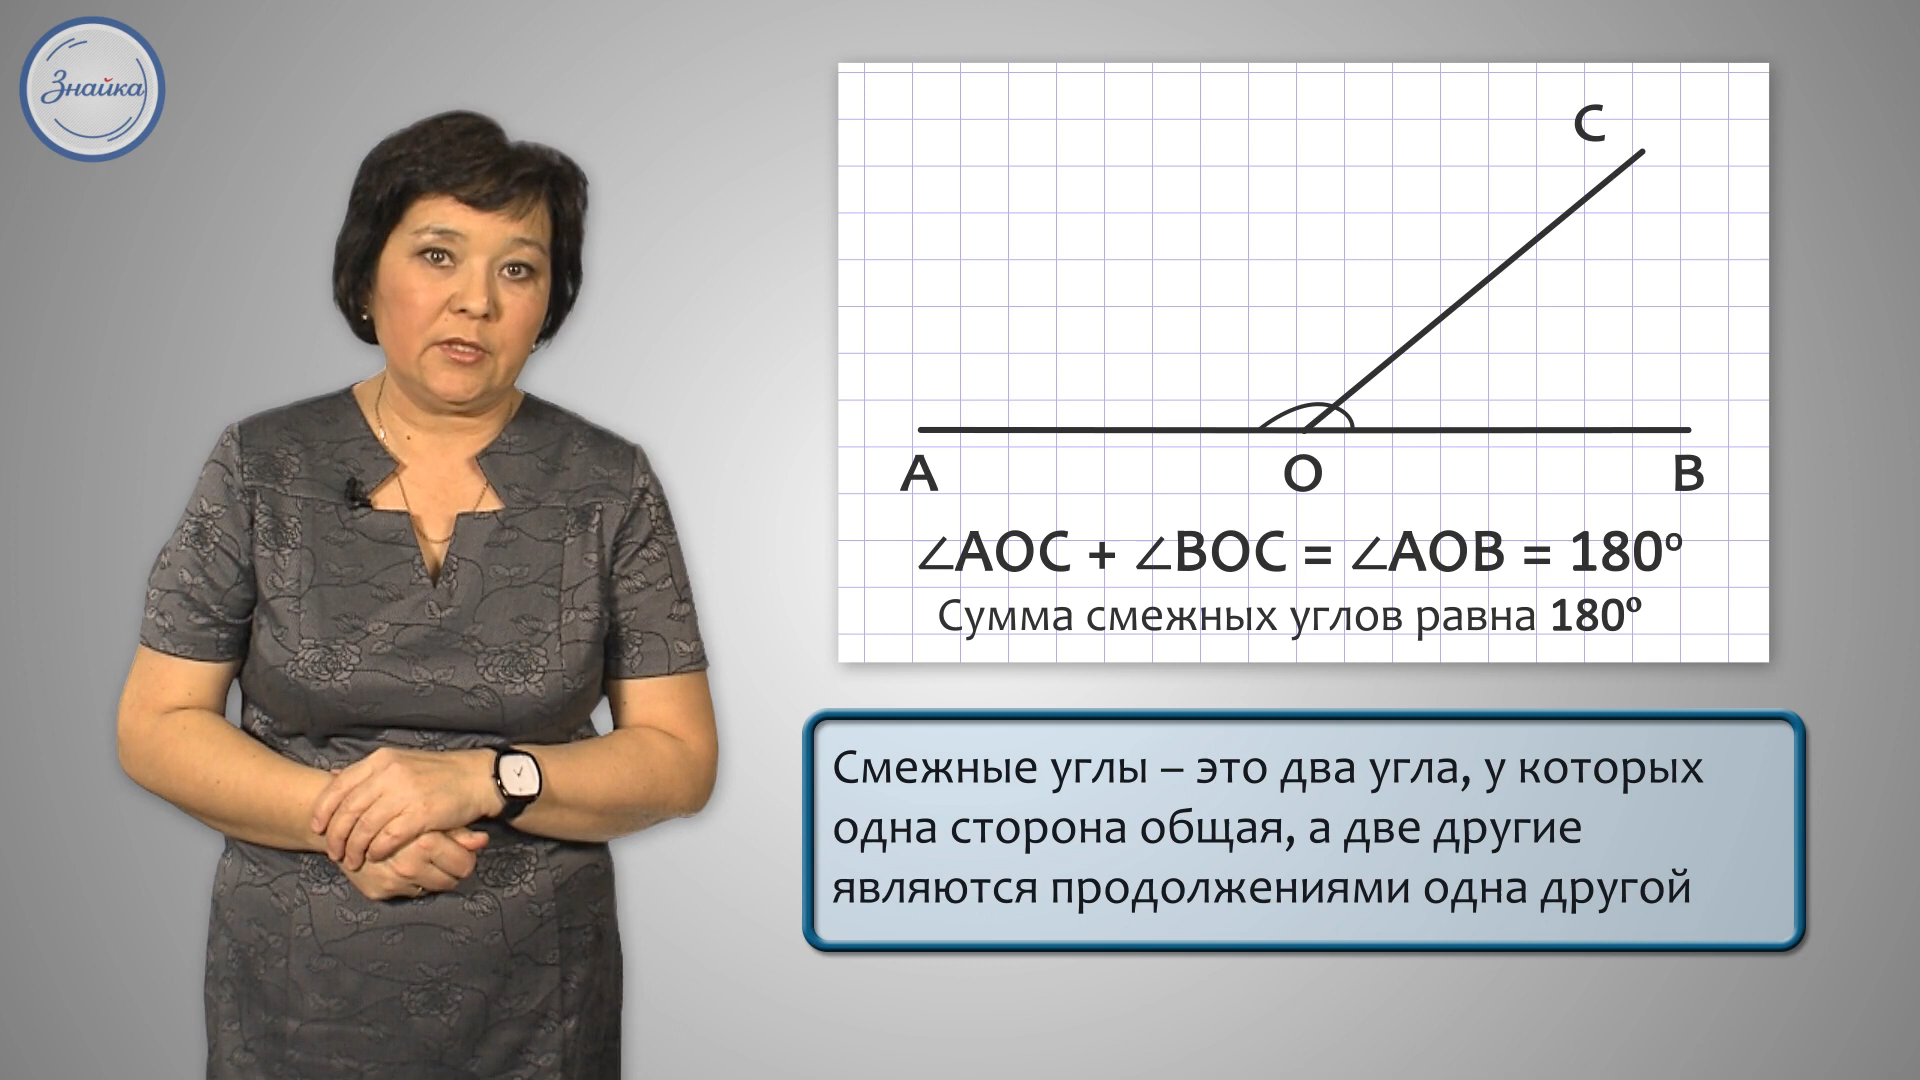 Знайка
C
A
O
B
∠AOC + ∠BOC = ∠AOB = 180º
Сумма смежных углов равна 180º
Смежные углы – это два угла, у которых
одна сторона общая, а две другие
являются продолжениями одна другой